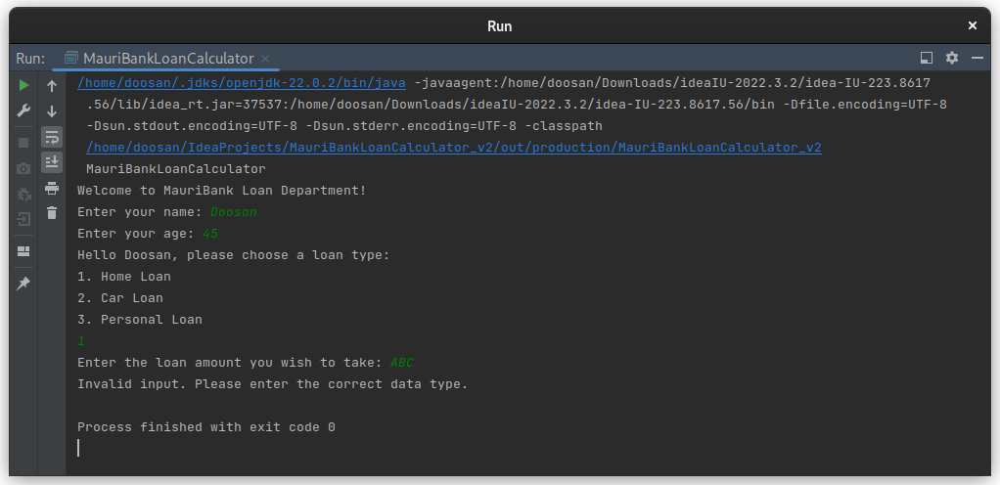 Run
Run: MauriBankLoanCalculator
/home/doosan/.jdks/openjdk-22.0.2/bin/java -javaagent:/home/doosan/Downloads/ideaIU-2022.3.2/idea-IU-223.8617
.56/lib/idea_rt.jar=37537:/home/doosan/Downloads/ideaIU-2022.3.2/idea-IU-223.8617.56/bin -Dfile.encoding=UTF-8
-Dsun.stdout.encoding=UTF-8 -Dsun.stderr.encoding=UTF-8 -classpath
/home/doosan/IdeaProjects/MauriBankLoanCalculator_v2/out/production/MauriBankLoanCalculator_v2
MauriBankLoanCalculator
Welcome to MauriBank Loan Department!
Enter your name: Doosan
Enter your age: 45
Hello Doosan, please choose a loan type:
1. Home Loan
2. Car Loan
3. Personal Loan
1
Enter the loan amount you wish to take: ABC
Invalid input. Please enter the correct data type.
Process finished with exit code 0